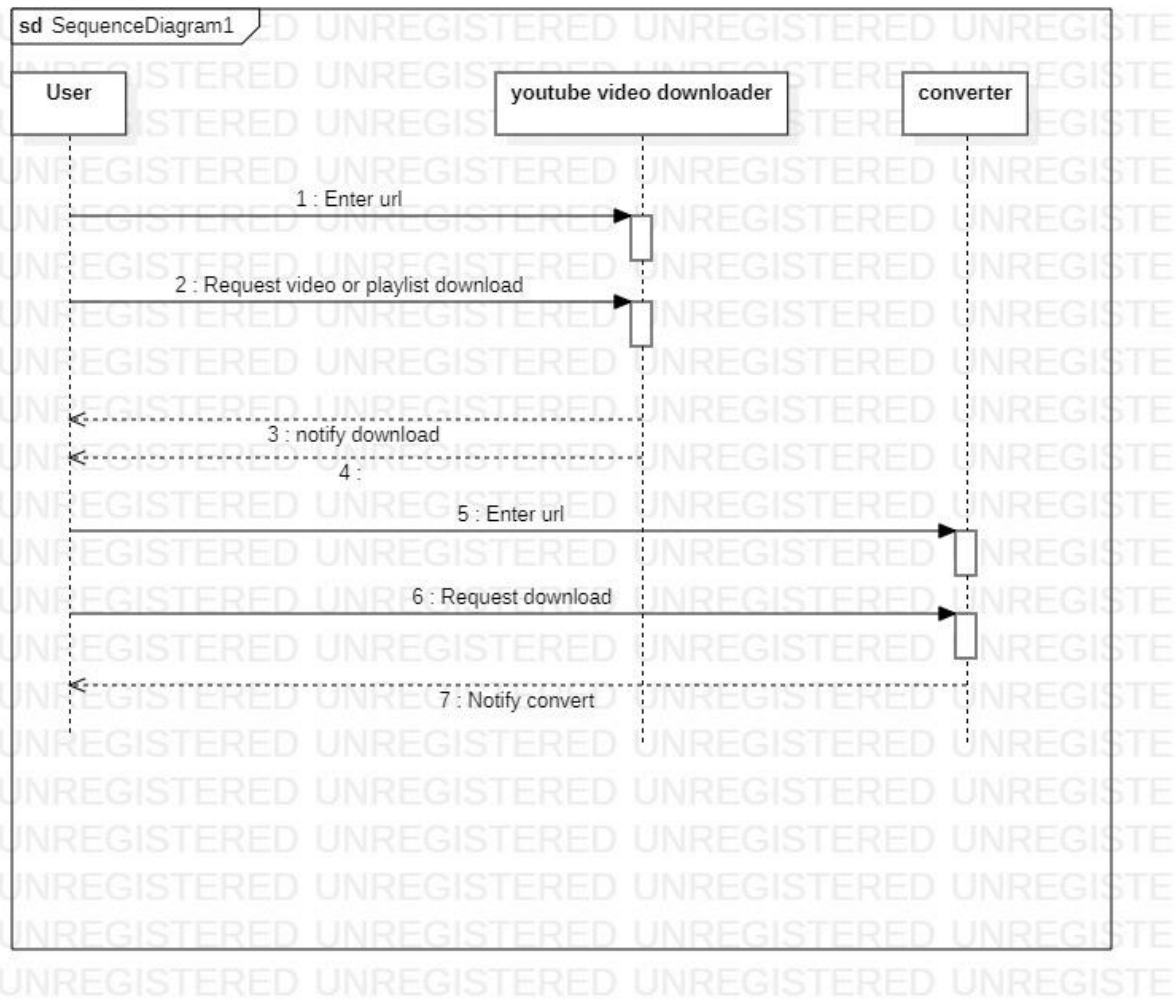 sd SequenceDiagram1
User
youtube video downloader
converter
1 : Enter url
2 : Request video or playlist download
3 : notify download
4 :
5 : Enter url
6 : Request download
7 : Notify convert
UNREGISTERED